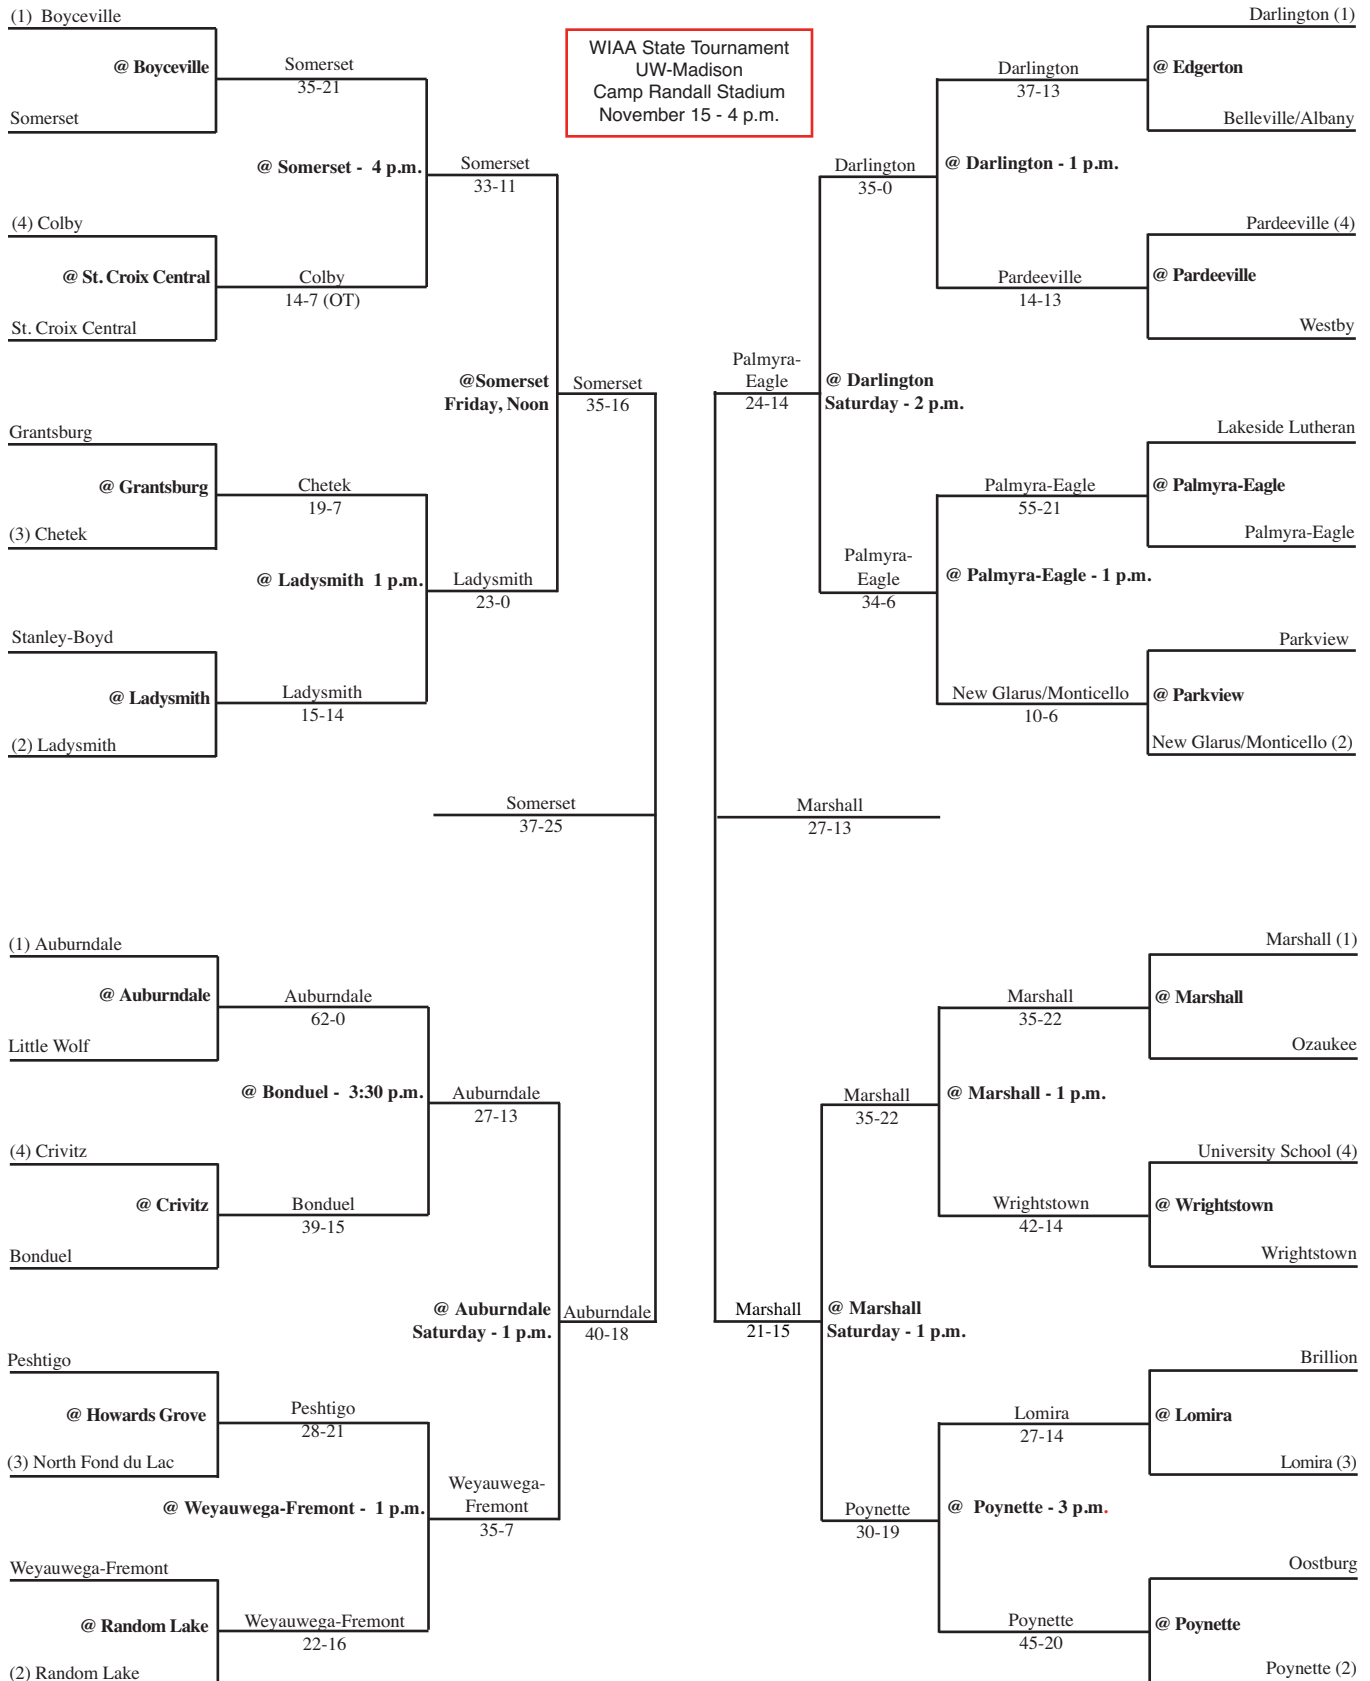 (1) Boyceville
@ Boyceville
Somerset
Somerset
35-21
@ Somerset - 4 p.m.
Somerset
33-11
(4) Colby
@ St. Croix Central
St. Croix Central
Colby
14-7 (OT)
@Somerset
Friday, Noon
Somerset
35-16
Grantsburg
@ Grantsburg
(3) Chetek
Chetek
19-7
@ Ladysmith 1 p.m.
Ladysmith
23-0
Stanley-Boyd
@ Ladysmith
(2) Ladysmith
Ladysmith
15-14
Somerset
37-25
(1) Auburndale
@ Auburndale
Little Wolf
Auburndale
62-0
@ Bonduel - 3:30 p.m.
Auburndale
27-13
(4) Crivitz
@ Crivitz
Bonduel
Bonduel
39-15
@ Auburndale
Saturday - 1 p.m.
Auburndale
40-18
Peshtigo
@ Howards Grove
(3) North Fond du Lac
Peshtigo
28-21
@ Weyauwega-Fremont - 1 p.m.
Weyauwega-
Fremont
35-7
Weyauwega-Fremont
@ Random Lake
(2) Random Lake
Weyauwega-Fremont
22-16
WIAA State Tournament
UW-Madison
Camp Randall Stadium
November 15 - 4 p.m.
Darlington (1)
@ Edgerton
Belleville/Albany
Darlington
37-13
@ Darlington - 1 p.m.
Darlington
35-0
Pardeeville (4)
@ Pardeeville
Westby
Pardeeville
14-13
@ Darlington
Saturday - 2 p.m.
Palmyra-
Eagle
24-14
Lakeside Lutheran
@ Palmyra-Eagle
Palmyra-Eagle
Palmyra-Eagle
55-21
@ Palmyra-Eagle - 1 p.m.
Palmyra-
Eagle
34-6
Parkview
@ Parkview
New Glarus/Monticello (2)
New Glarus/Monticello
10-6
Marshall
27-13
Marshall (1)
@ Marshall
Ozaukee
Marshall
35-22
@ Marshall - 1 p.m.
Marshall
35-22
University School (4)
@ Wrightstown
Wrightstown
Wrightstown
42-14
@ Marshall
Saturday - 1 p.m.
Marshall
21-15
Brillion
@ Lomira
Lomira (3)
Lomira
27-14
@ Poynette - 3 p.m.
Poynette
30-19
Oostburg
@ Poynette
Poynette (2)
Poynette
45-20